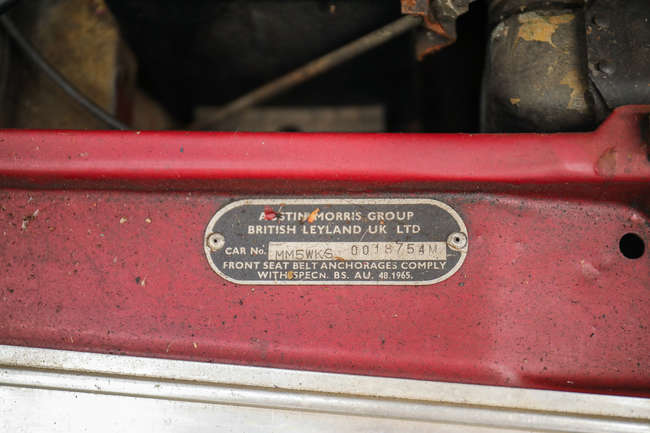 AUSTIN MORRIS GROUP
BRITISH LEYLAND UK LTD
CAR No. MM5WKS 0018754M
FRONT SEAT BELT ANCHORAGES COMPLY
WITH SPECN. BS. AU. 48.1965.